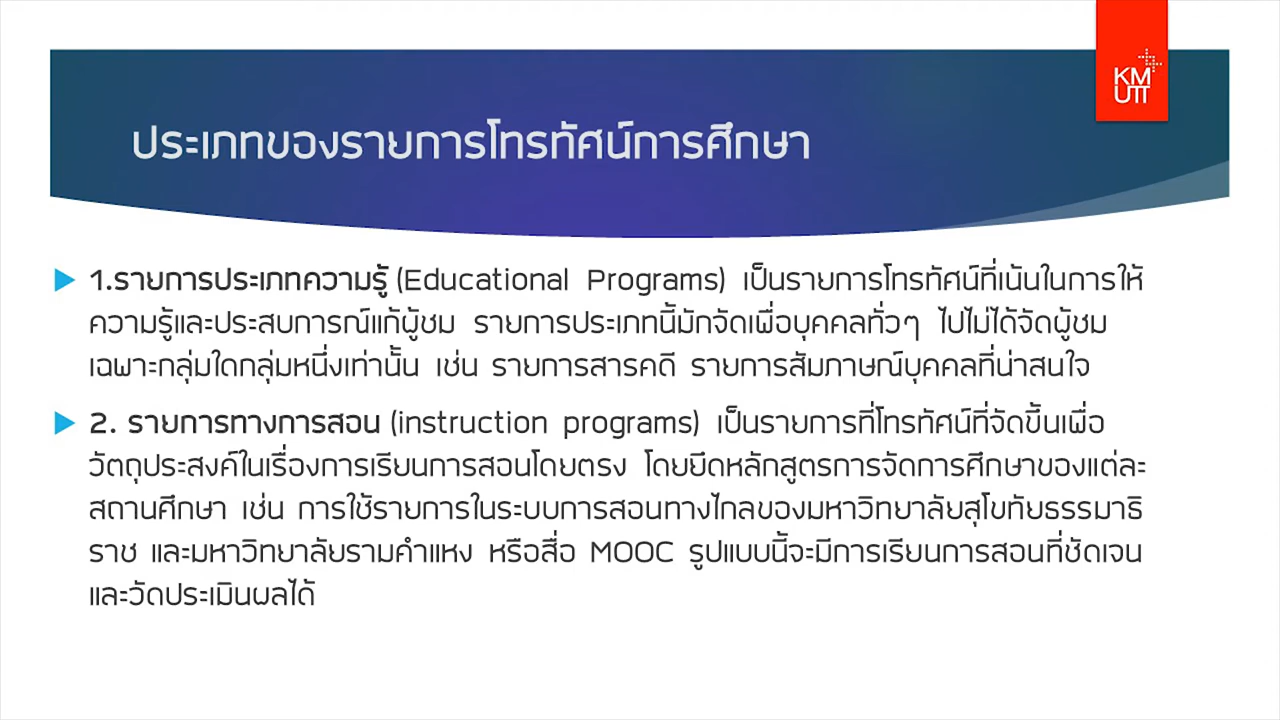 KM
UTT
ประเภทของรายการโทรทัศน์การศึกษา
1.รายการประเภทความรู้ (Educational Programs) เป็นรายการโทรทัศน์ที่เน้นในการให้
ความรู้และประสบการณ์แก้ผู้ชม รายการประเภทนี้มักจัดเพื่อบุคคลทั่วๆ ไปไม่ได้จัดผู้ชม
เฉพาะกลุ่มใดกลุ่มหนึ่งเท่านั้น เช่น รายการสารคดี รายการสัมภาษณ์บุคคลที่น่าสนใจ
2. รายการทางการสอน (instruction programs) เป็นรายการที่โทรทัศน์ที่จัดขึ้นเพื่อ
วัตถุประสงค์ในเรื่องการเรียนการสอนโดยตรง โดยยึดหลักสูตรการจัดการศึกษาของแต่ละ
สถานศึกษา เช่น การใช้รายการในระบบการสอนทางไกลของมหาวิทยาลัยสุโขทัยธรรมาธิ
ราช และมหาวิทยาลัยรามคำแหง หรือสื่อ MOOC รูปแบบนี้จะมีการเรียนการสอนที่ชัดเจน
และวัดประเมินผลได้